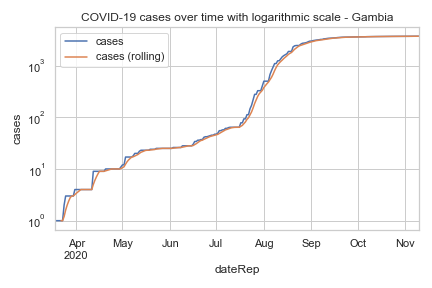 COVID-19 cases over time with logarithmic scale - Gambia
cases
cases (rolling)
10³
10²
10¹
10⁰
cases
Apr May Jun Jul Aug Sep Oct Nov
2020
dateRep